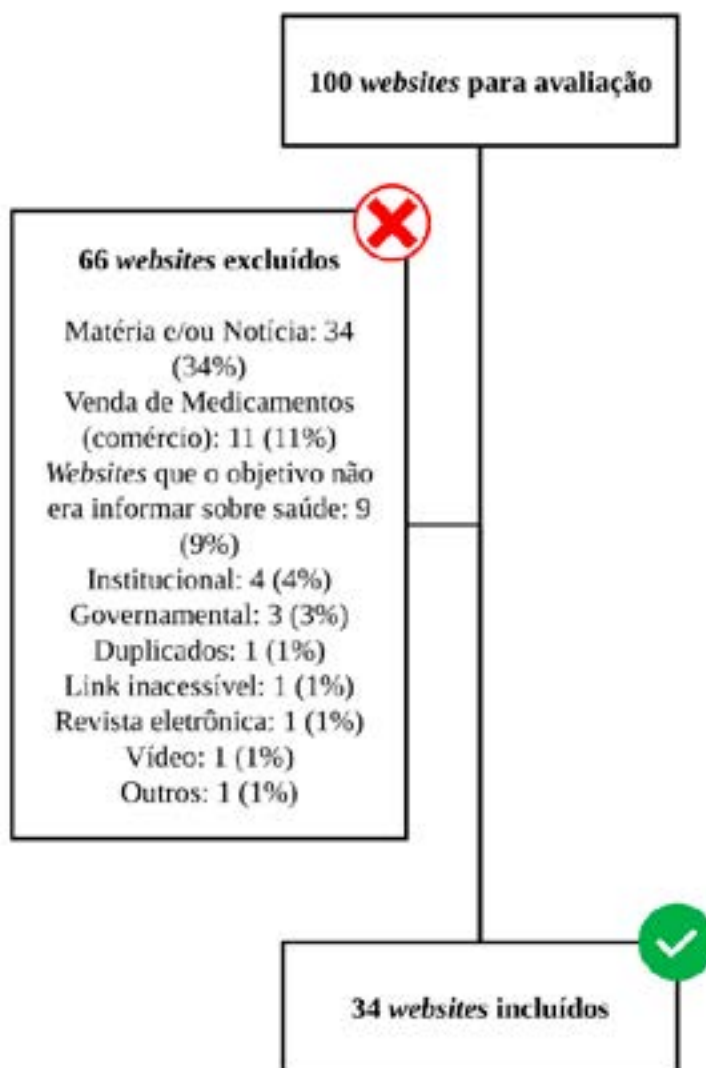 100 websites para avaliação
66 websites excluídos
Matéria e/ou Notícia: 34
(34%)
Venda de Medicamentos
(comércio): 11 (11%)
Websites que o objetivo não
era informar sobre saúde: 9
(9%)
Institucional: 4 (4%)
Governamental: 3 (3%)
Duplicados: 1 (1%)
Link inacessível: 1 (1%)
Revista eletrônica: 1 (1%)
Vídeo: 1 (1%)
Outros: 1 (1%)
34 websites incluídos